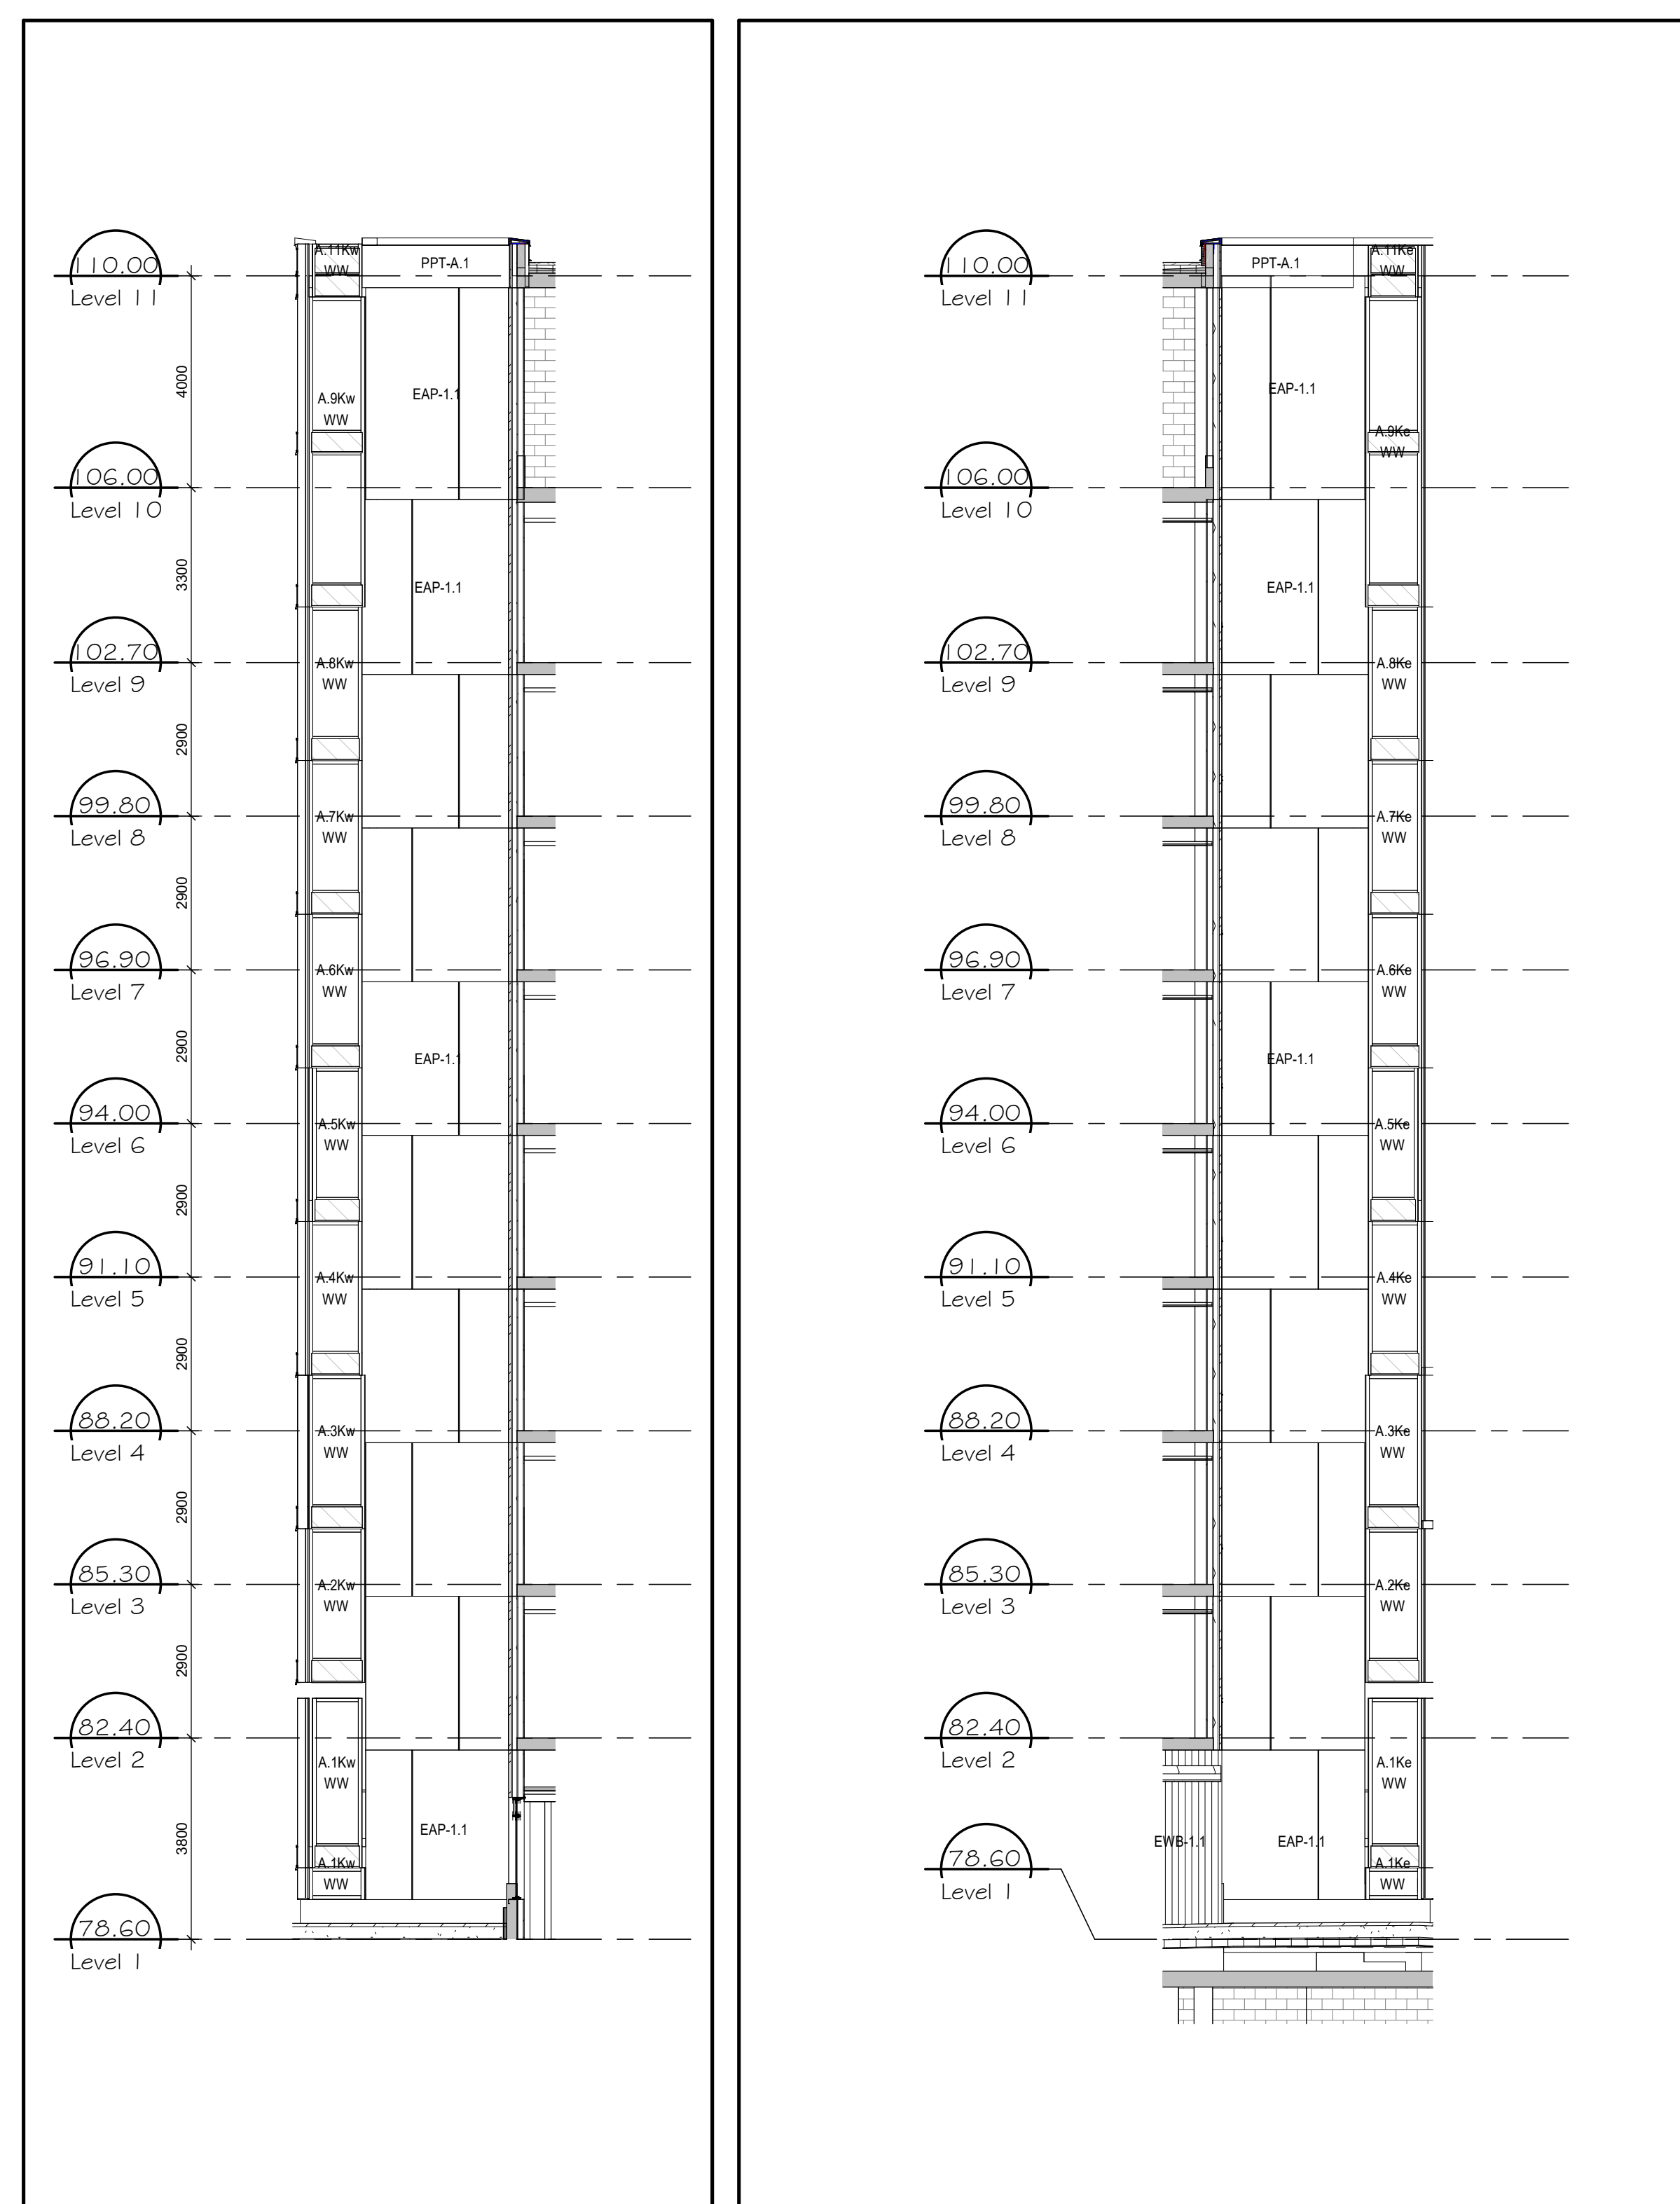 110.00
Level 11
A.11Kw
WW
PPT-A.1
4000
A.9Kw
WW
EAP-1.1
106.00
Level 10
3300
EAP-1.1
102.70
Level 9
A.8Kw
WW
2900
99.80
Level 8
A.7Kw
WW
2900
96.90
Level 7
A.6Kw
WW
2900
EAP-1.1
94.00
Level 6
A.5Kw
WW
2900
91.10
Level 5
A.4Kw
WW
2900
88.20
Level 4
A.3Kw
WW
2900
85.30
Level 3
A.2Kw
WW
2900
82.40
Level 2
A.1Kw
WW
3800
EAP-1.1
A.1Kw
WW
78.60
Level 1
110.00
Level 11
PPT-A.1
A.11Ke
WW
EAP-1.1
A.9Ke
WW
106.00
Level 10
EAP-1.1
102.70
Level 9
A.8Ke
WW
99.80
Level 8
A.7Ke
WW
96.90
Level 7
A.6Ke
WW
EAP-1.1
94.00
Level 6
A.5Ke
WW
91.10
Level 5
A.4Ke
WW
88.20
Level 4
A.3Ke
WW
85.30
Level 3
A.2Ke
WW
82.40
Level 2
A.1Ke
WW
EWB-1.1
EAP-1.1
78.60
Level 1
A.1Ke
WW